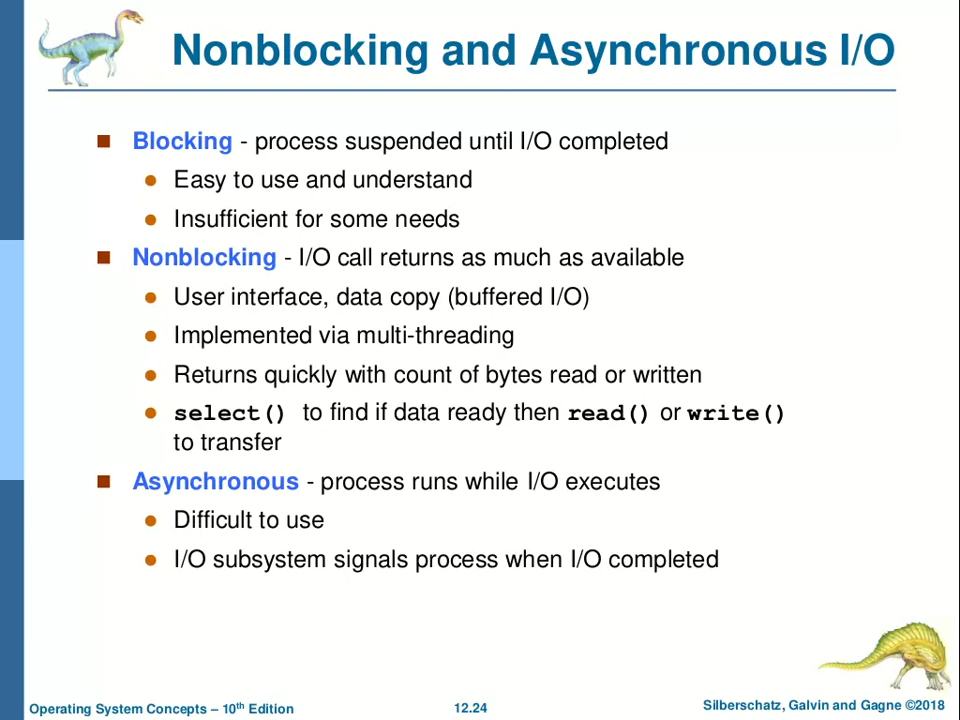 Nonblocking and Asynchronous I/O
Blocking - process suspended until I/O completed
Easy to use and understand
Insufficient for some needs
Nonblocking - I/O call returns as much as available
User interface, data copy (buffered I/O)
Implemented via multi-threading
Returns quickly with count of bytes read or written
select() to find if data ready then read() or write()
to transfer
Asynchronous - process runs while I/O executes
Difficult to use
I/O subsystem signals process when I/O completed
Operating System Concepts – 10th Edition
12.24
Silberschatz, Galvin and Gagne ©2018